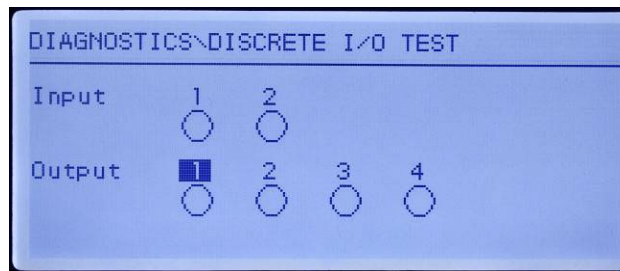 DIAGNOSTICS\DISCRETE I/O TEST
Input 1 2
Output 1 2 3 4